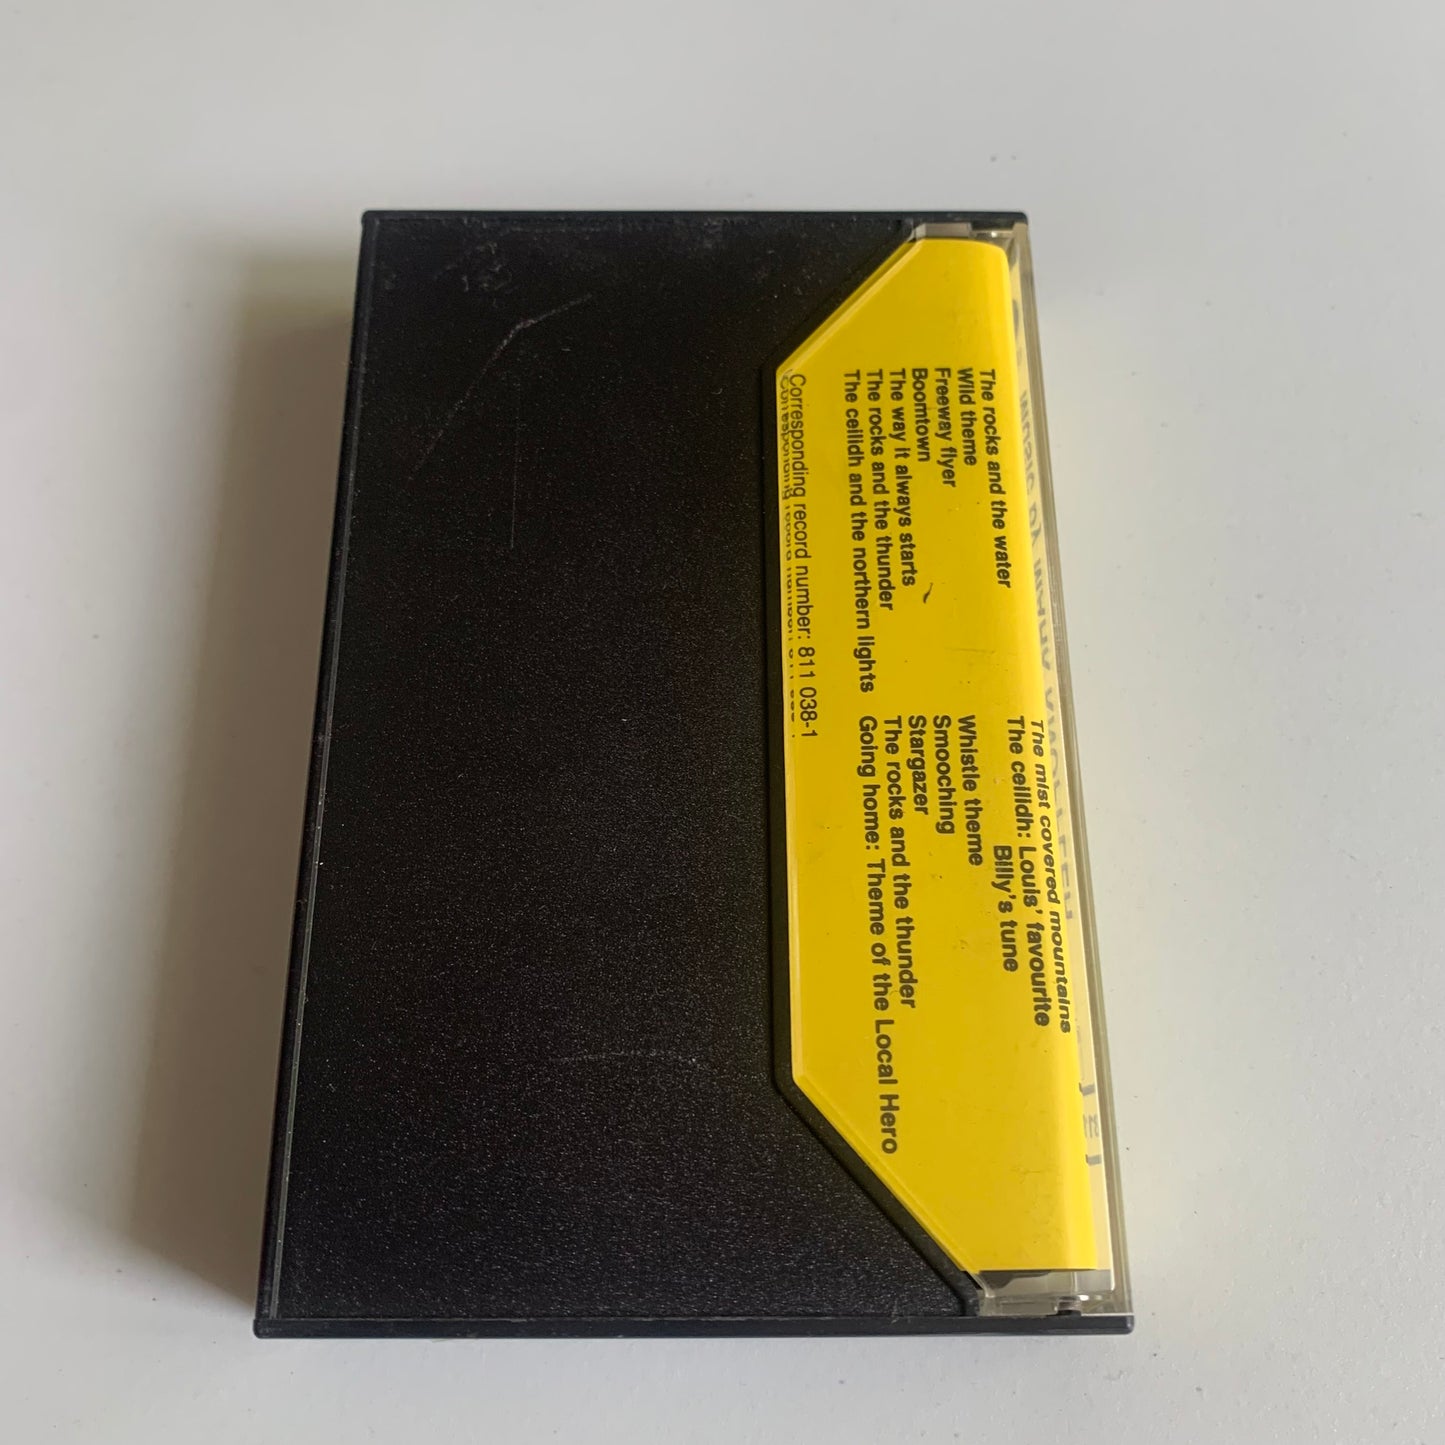 The rocks and the water
Wild theme
Freeway flyer
Boomtown
The way it always starts
The rocks and the thunder
The ceilidh and the northern lights
The mist covered mountains
The ceilidh: Louis' favourite
Billy's tune
Whistle theme
Smooching
Stargazer
The rocks and the thunder
Going home: Theme of the Local Hero
Corresponding record number: 811 038-1